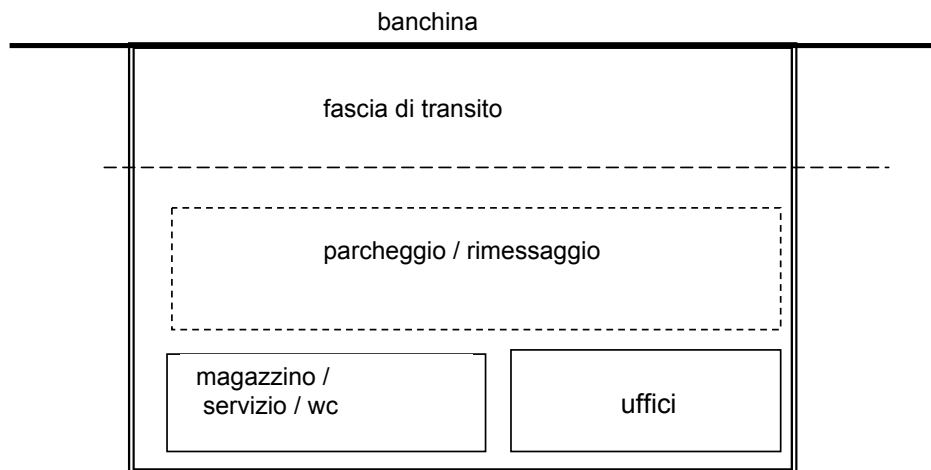 banchina
fascia di transito
parcheggio / rimessaggio
magazzino /
servizio / wc
uffici